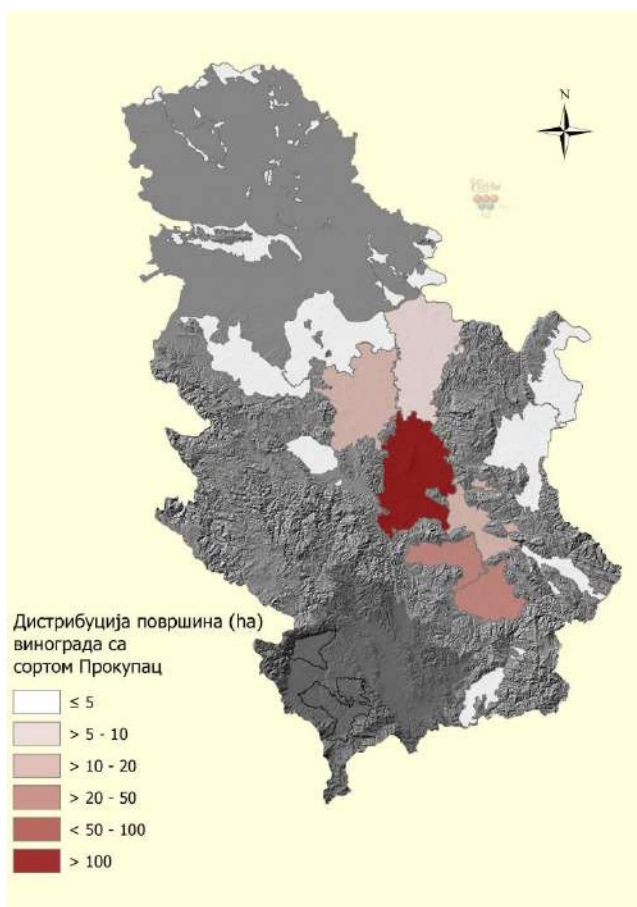 N
Дистрибуција површина (ha)
винограда са
сортом Прокупац
≤ 5
> 5 - 10
> 10 - 20
> 20 - 50
< 50 - 100
> 100